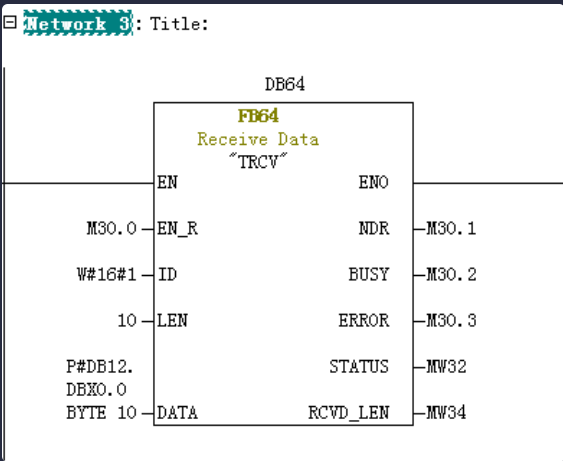 Network 3: Title:
DB64
FB64
Receive Data
"TRCV"
EN ENO
M30.0 EN_R NDR M30.1
W#16#1 ID BUSY M30.2
10 LEN ERROR M30.3
P#DB12. STATUS MW32
DBX0.0
BYTE 10 DATA RCVD_LEN MW34